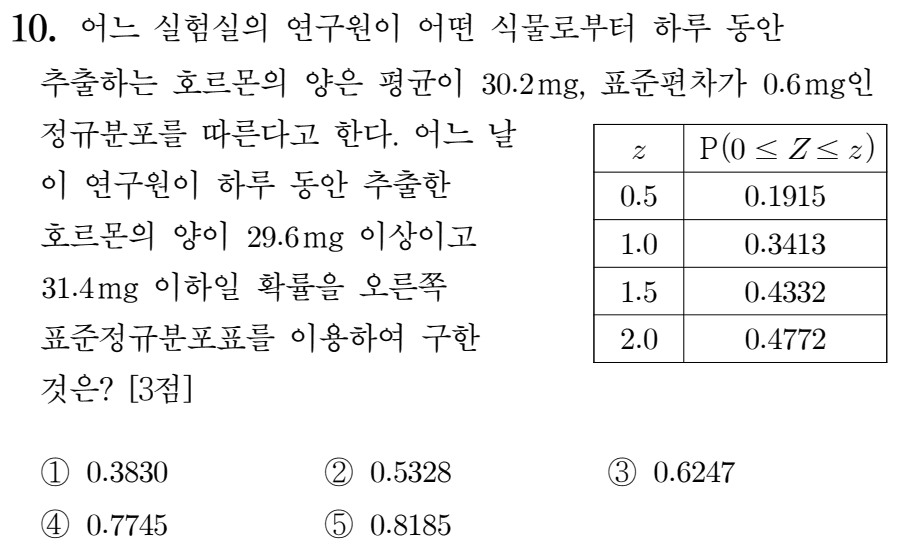 10. 어느 실험실의 연구원이 어떤 식물로부터 하루 동안
추출하는 호르몬의 양은 평균이 30.2mg, 표준편차가 0.6mg인
정규분포를 따른다고 한다. 어느 날
이 연구원이 하루 동안 추출한
호르몬의 양이 29.6mg 이상이고
31.4mg 이하일 확률을 오른쪽
표준정규분포표를 이용하여 구한
것은? [3점]
z P(0 ≤ Z ≤ z)
0.5 0.1915
1.0 0.3413
1.5 0.4332
2.0 0.4772
① 0.3830 ② 0.5328 ③ 0.6247
④ 0.7745 ⑤ 0.8185